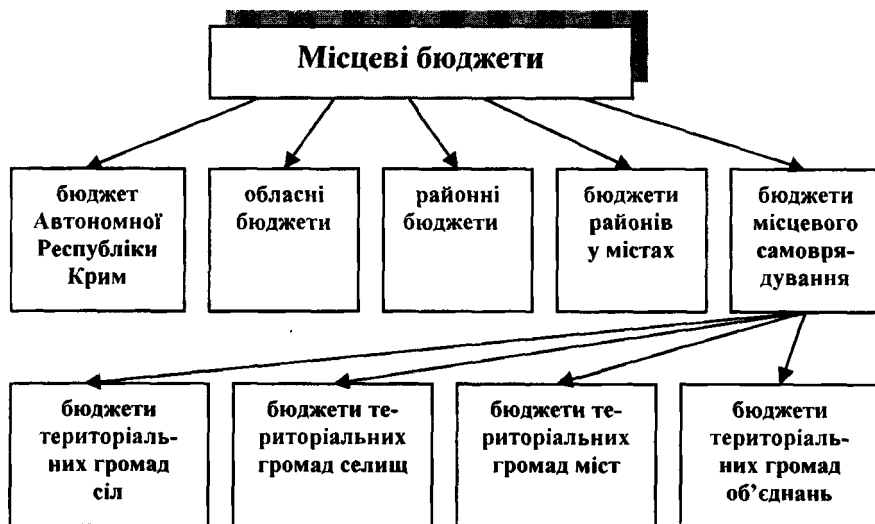 Місцеві бюджети
бюджет
Автономної
Республіки
Крим
обласні
бюджети
районні
бюджети
бюджети
районів
у містах
бюджети
місцевого
самовря-
дування
бюджети
територіаль-
них громад
сіл
бюджети те-
риторіальних
громад селищ
бюджети те-
риторіальних
громад міст
бюджети
територіаль-
них громад
об’єднань